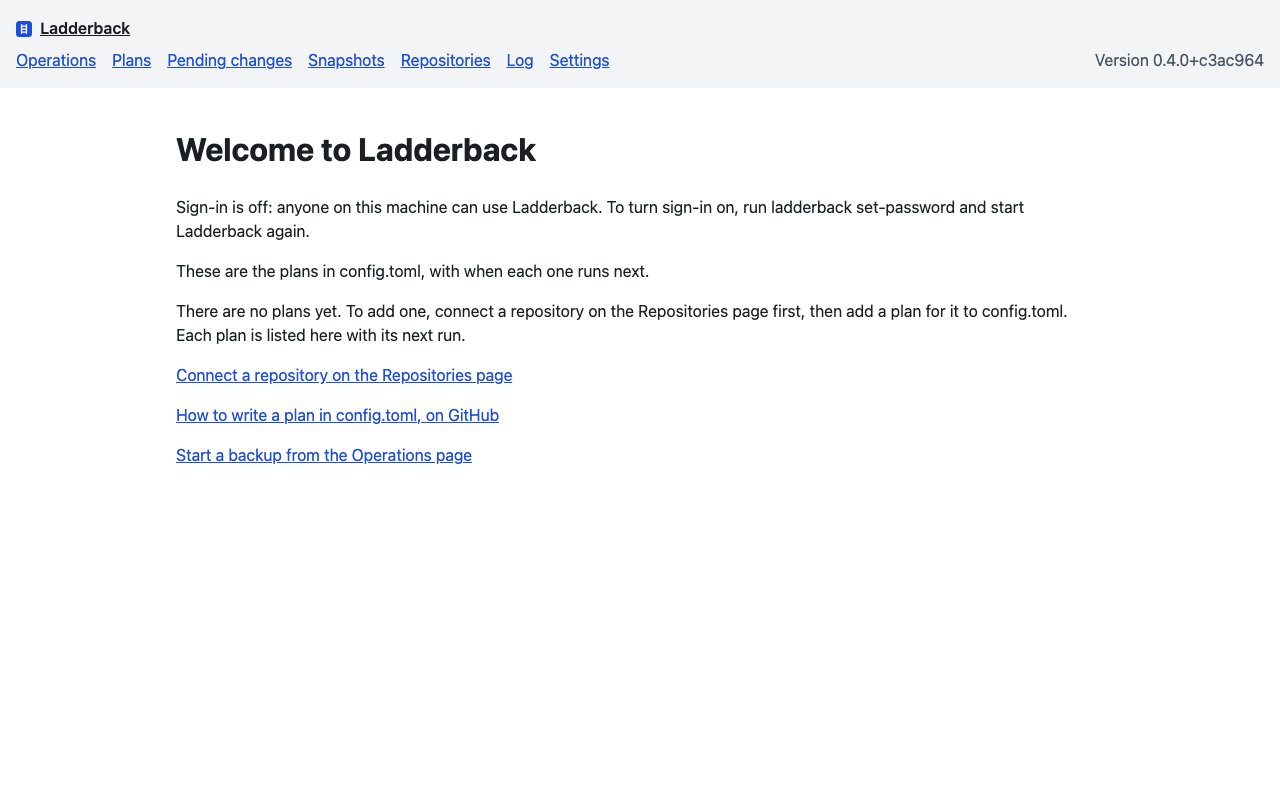 Ladderback
Operations Plans Pending changes Snapshots Repositories Log Settings Version 0.4.0+c3ac964
Welcome to Ladderback
Sign-in is off: anyone on this machine can use Ladderback. To turn sign-in on, run ladderback set-password and start
Ladderback again.
These are the plans in config.toml, with when each one runs next.
There are no plans yet. To add one, connect a repository on the Repositories page first, then add a plan for it to config.toml.
Each plan is listed here with its next run.
Connect a repository on the Repositories page
How to write a plan in config.toml, on GitHub
Start a backup from the Operations page